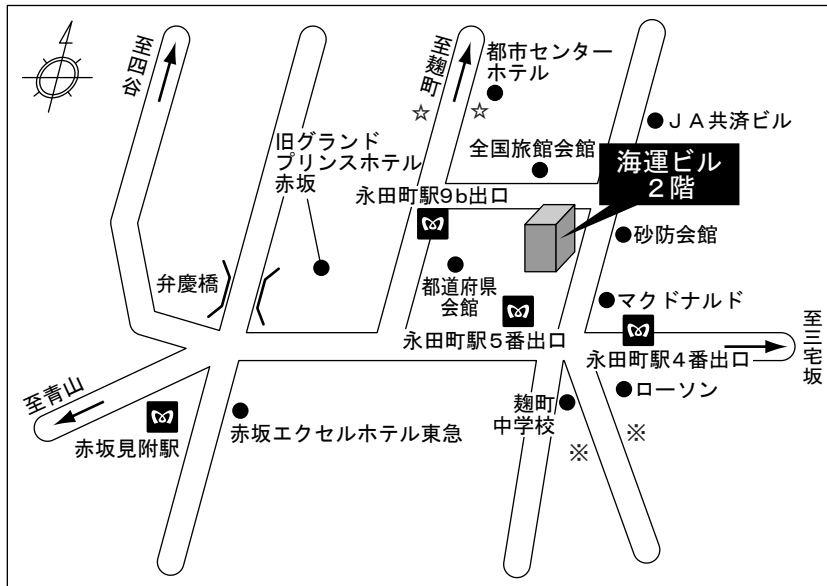 至四谷
至麹町
都市センター
ホテル
☆
☆
ＪＡ共済ビル
旧グランド
プリンスホテル
赤坂
全国旅館会館
海運ビル
２階
永田町駅9b出口
砂防会館
弁慶橋
都道府県
会館
マクドナルド
永田町駅５番出口
至三宅坂
永田町駅４番出口
至青山
ローソン
麹町
中学校
赤坂エクセルホテル東急
赤坂見附駅
※
※